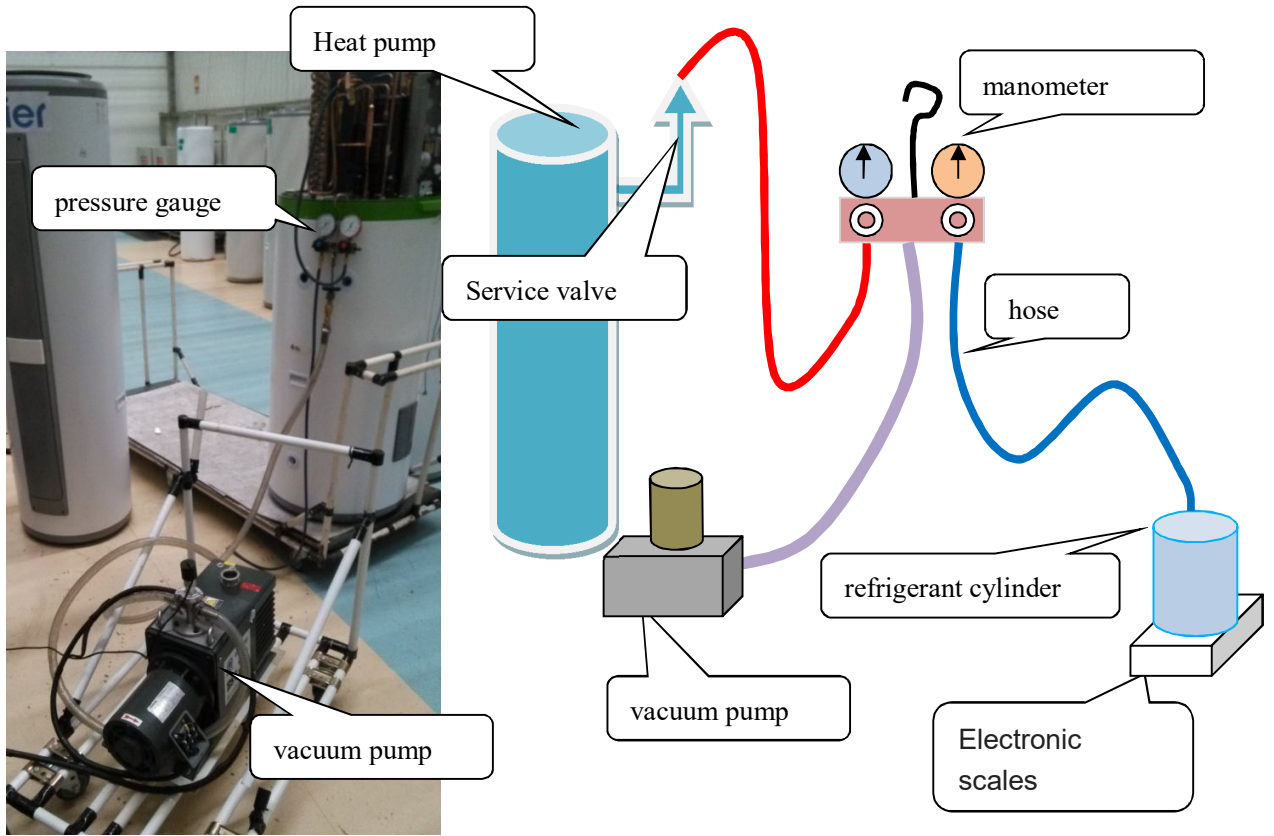 Heat pump
manometer
ier
pressure gauge
Service valve
hose
refrigerant cylinder
vacuum pump
vacuum pump
Electronic
scales